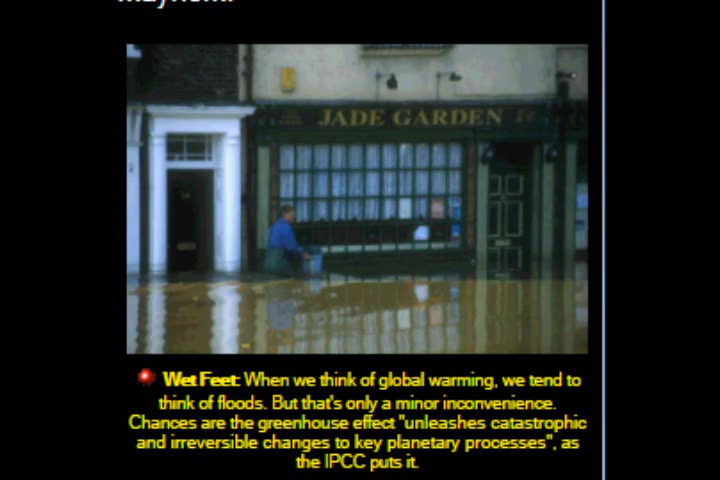 JADE GARDEN
Wet Feet: When we think of global warming, we tend to
think of floods. But that's only a minor inconvenience.
Chances are the greenhouse effect "unleashes catastrophic
and irreversible changes to key planetary processes", as
the IPCC puts it.